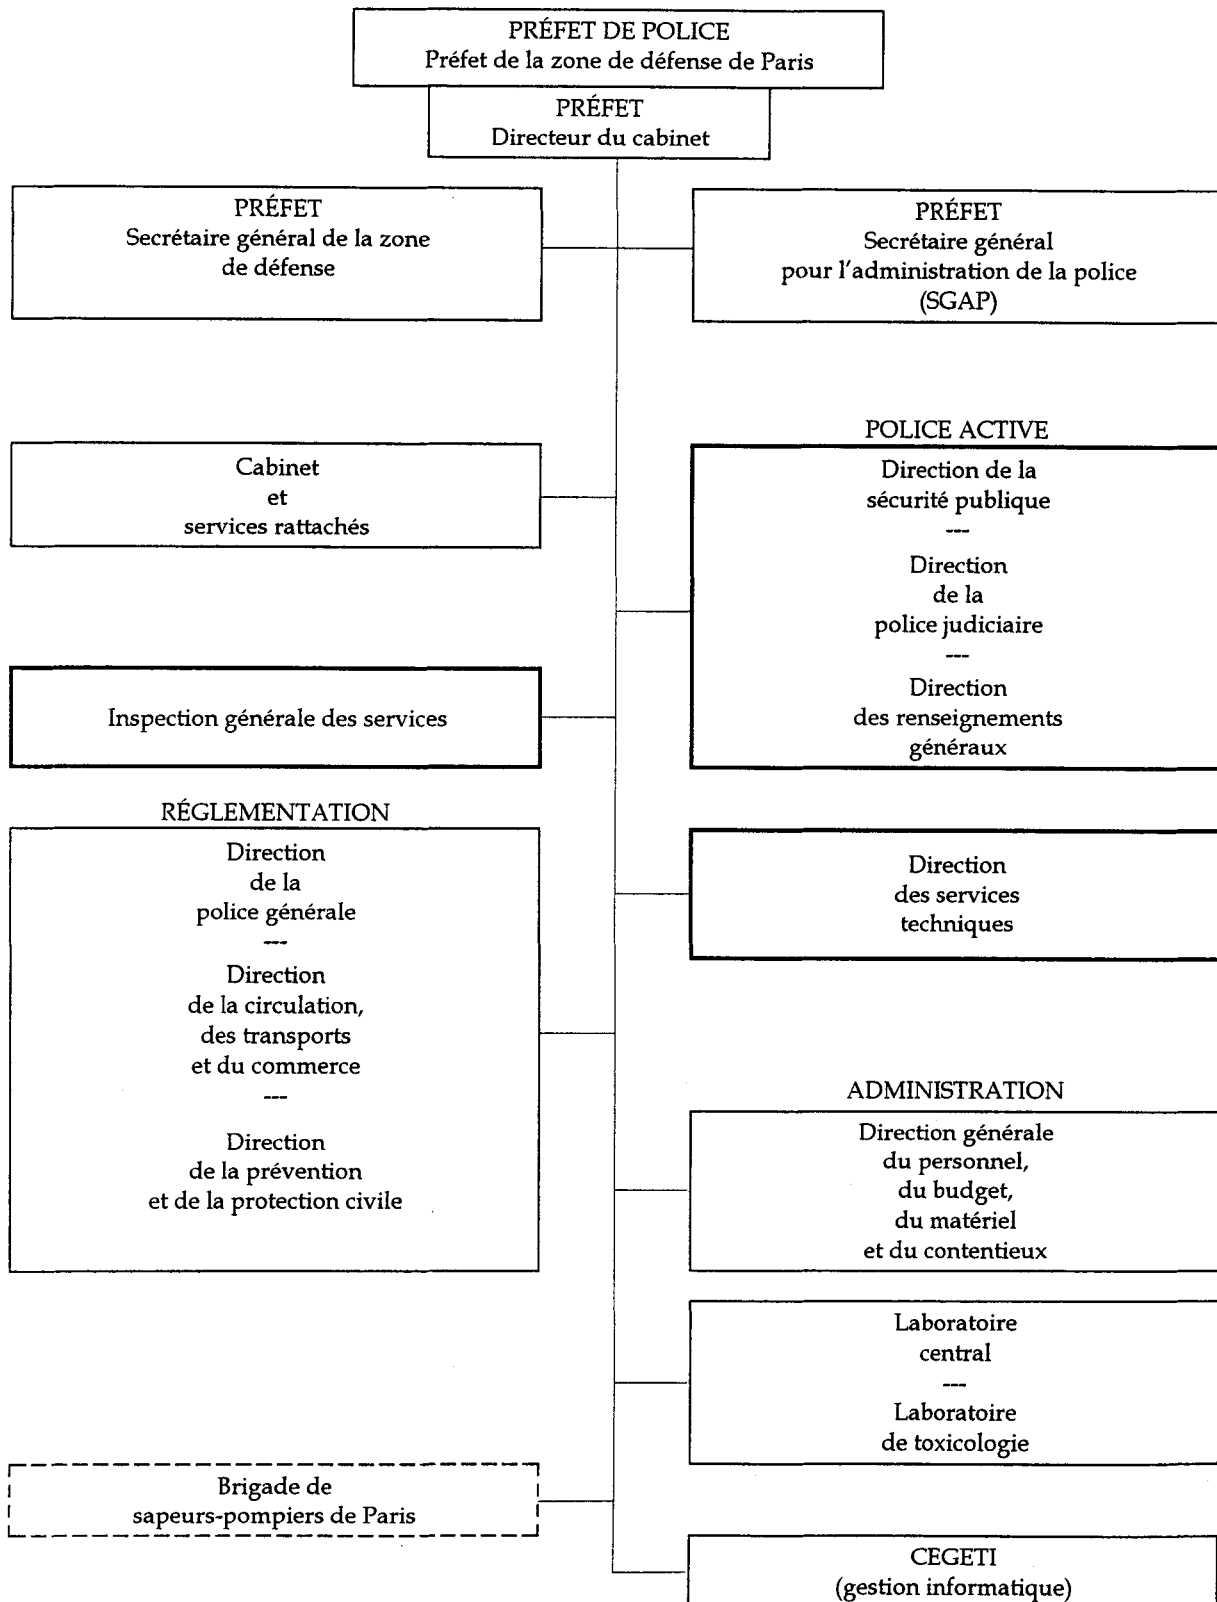 PRÉFET DE POLICE
Préfet de la zone de défense de Paris
PRÉFET
Directeur du cabinet
PRÉFET
Secrétaire général de la zone
de défense
PRÉFET
Secrétaire général
pour l'administration de la police
(SGAP)
Cabinet
et
services rattachés
POLICE ACTIVE
Direction de la
sécurité publique
---
Direction
de la
police judiciaire
---
Direction
des renseignements
généraux
Inspection générale des services
RÉGLEMENTATION
Direction
de la
police générale
---
Direction
de la circulation,
des transports
et du commerce
---
Direction
de la prévention
et de la protection civile
Direction
des services
techniques
ADMINISTRATION
Direction générale
du personnel,
du budget,
du matériel
et du contentieux
Laboratoire
central
---
Laboratoire
de toxicologie
Brigade de
sapeurs-pompiers de Paris
CEGETI
(gestion informatique)